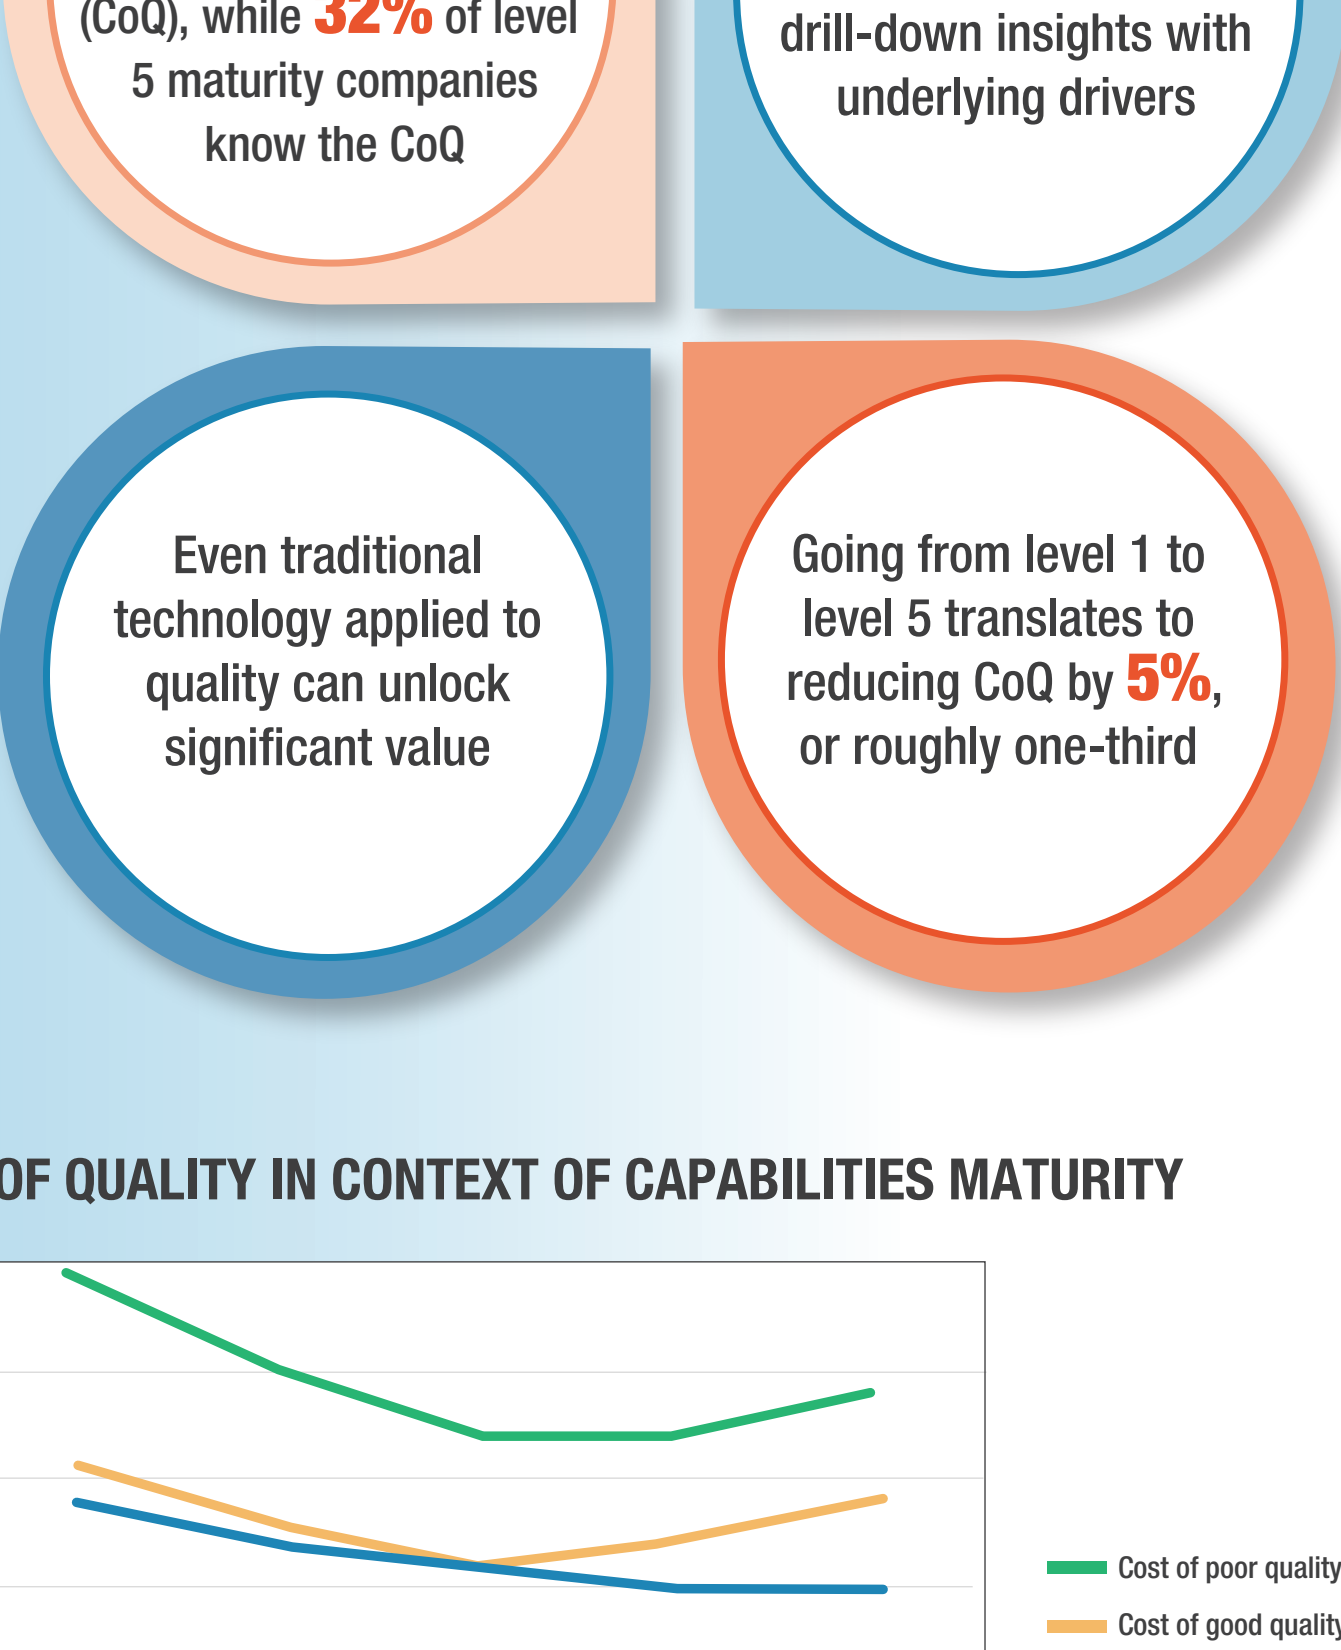 (CoQ), while 32% of level
5 maturity companies
know the CoQ
drill-down insights with
underlying drivers
Even traditional
technology applied to
quality can unlock
significant value
Going from level 1 to
level 5 translates to
reducing CoQ by 5%,
or roughly one-third
OF QUALITY IN CONTEXT OF CAPABILITIES MATURITY
Cost of poor quality
Cost of good quality